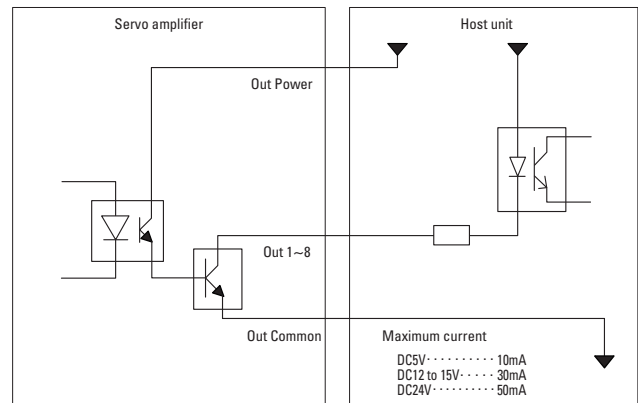 Servo amplifier
Host unit
Out Power
Out 1~8
Out Common
Maximum current
DC5V·········· 10mA
DC12 to 15V····· 30mA
DC24V·········· 50mA